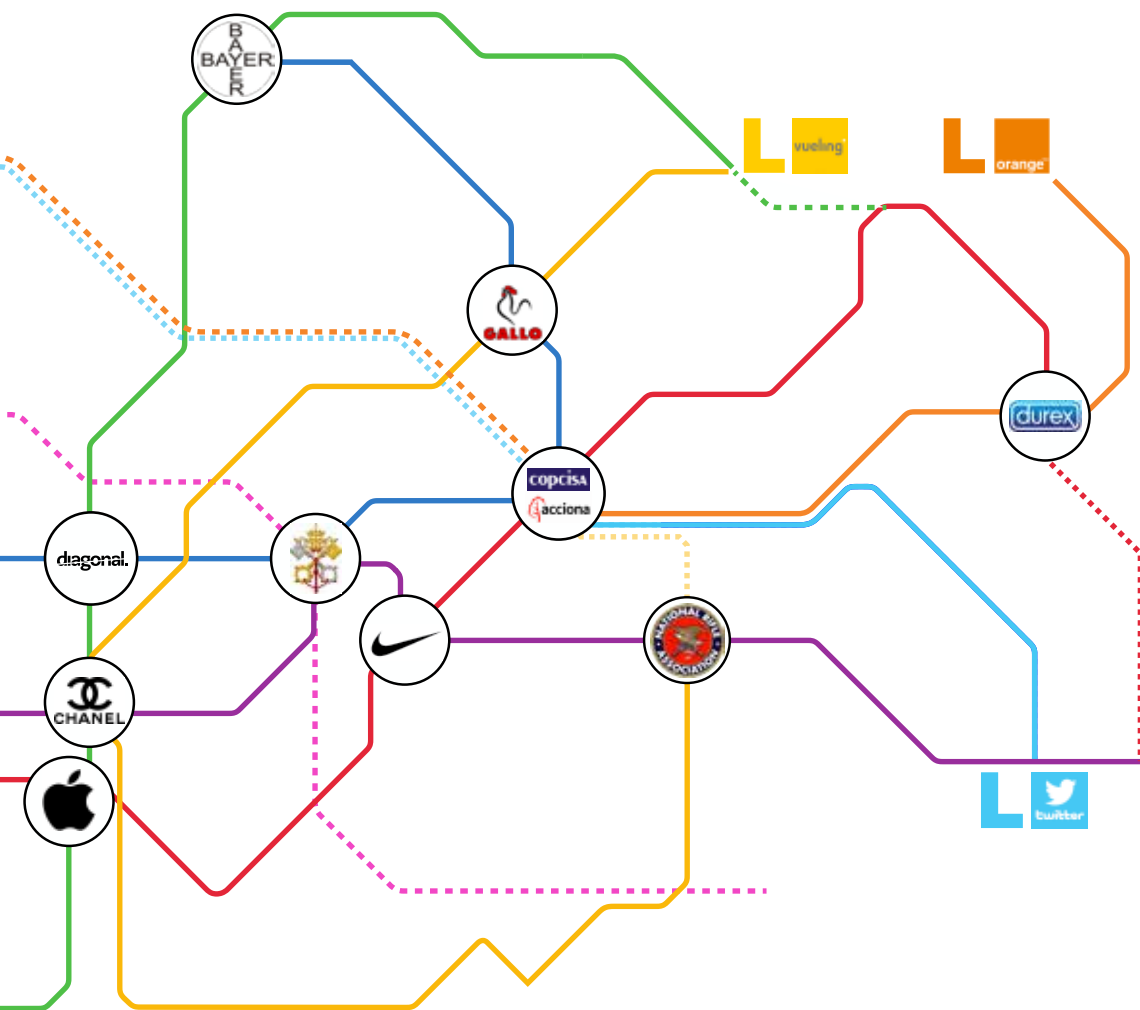 BAYER
BAYER
L vueling
L orange
GALLO
durex
copcisa
acciona
diagonal.
NATIONAL RIFLE
ASSOCIATION
CHANEL
L twitter